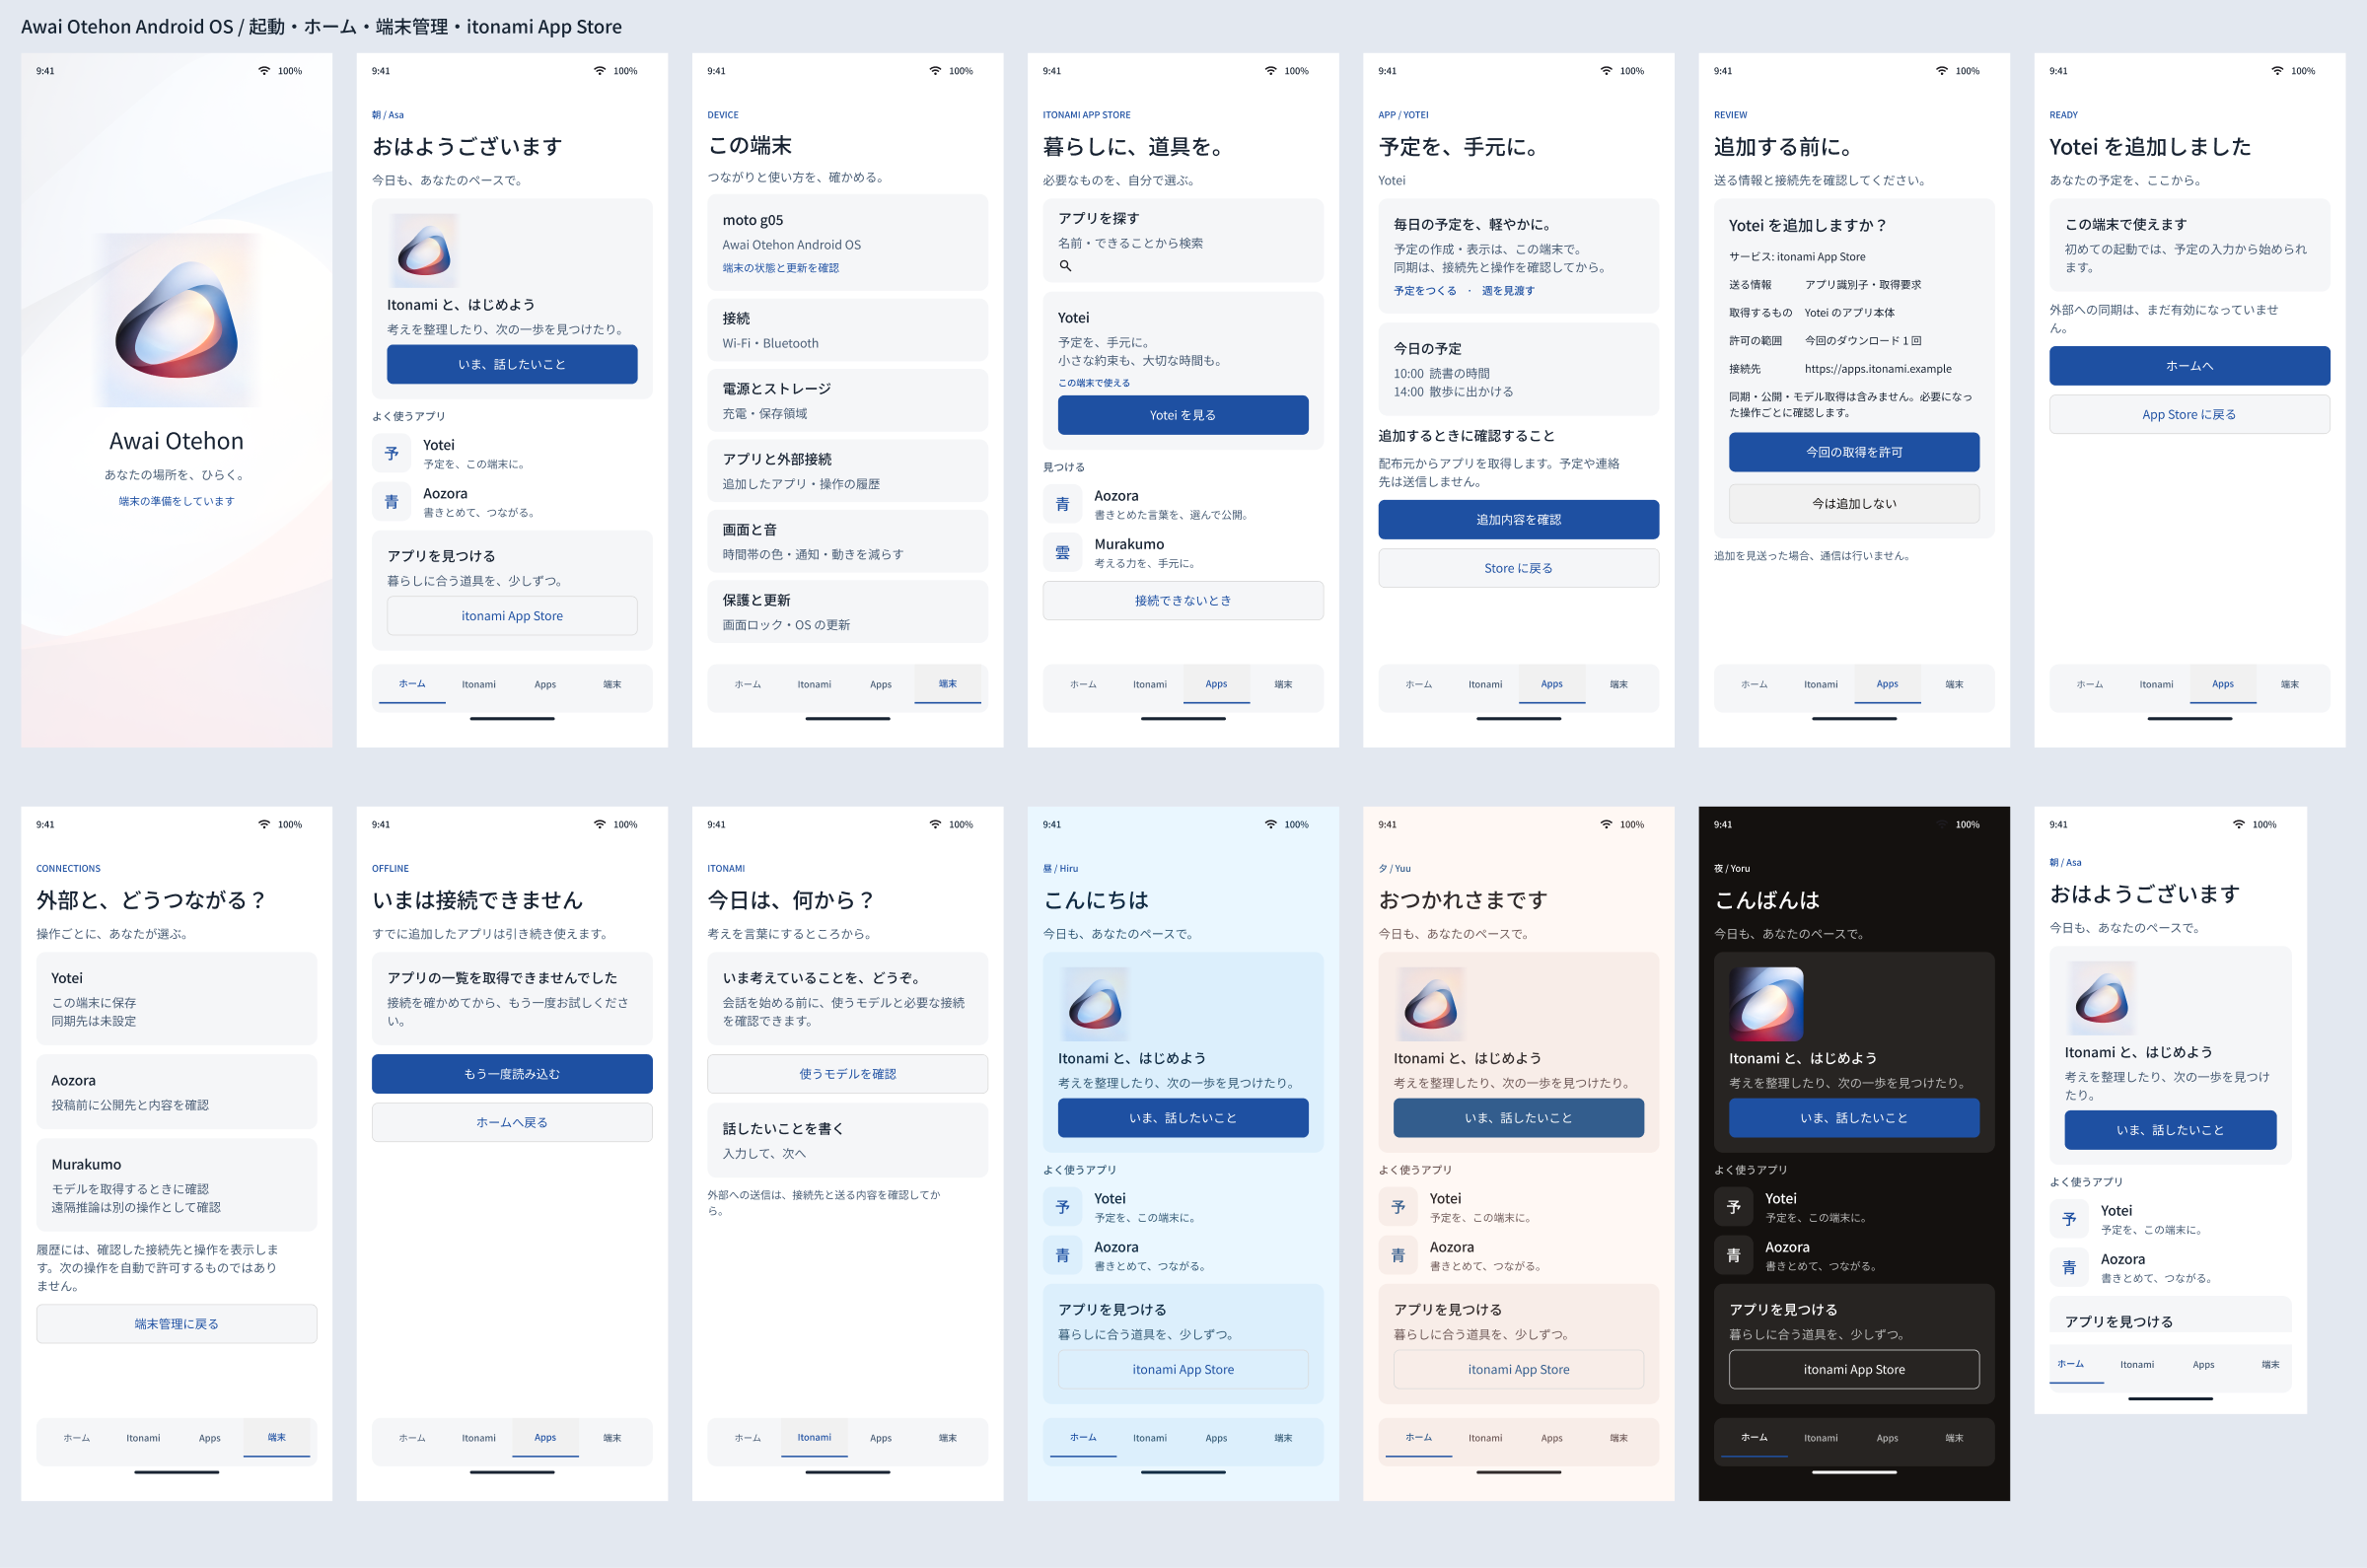 Awai Otehon Android OS / 起動・ホーム・端末管理・itonami App Store
9:41
100%
Awai Otehon
あなたの場所を、ひらく。
端末の準備をしています
9:41
100%
朝 / Asa
おはようございます
今日も、あなたのペースで。
Itonami と、はじめよう
考えを整理したり、次の一歩を見つけたり。
いま、話したいこと
よく使うアプリ
予
Yotei
予定を、この端末に。
青
Aozora
書きとめて、つながる。
アプリを見つける
暮らしに合う道具を、少しずつ。
itonami App Store
ホーム
Itonami
Apps
端末
9:41
100%
DEVICE
この端末
つながりと使い方を、確かめる。
moto g05
Awai Otehon Android OS
端末の状態と更新を確認
接続
Wi-Fi・Bluetooth
電源とストレージ
充電・保存領域
アプリと外部接続
追加したアプリ・操作の履歴
画面と音
時間帯の色・通知・動きを減らす
保護と更新
画面ロック・OS の更新
ホーム
Itonami
Apps
端末
9:41
100%
ITONAMI APP STORE
暮らしに、道具を。
必要なものを、自分で選ぶ。
アプリを探す
名前・できることから検索
Yotei
予定を、手元に。
小さな約束も、大切な時間も。
この端末で使える
Yotei を見る
見つける
青
Aozora
書きとめた言葉を、選んで公開。
雲
Murakumo
考える力を、手元に。
接続できないとき
ホーム
Itonami
Apps
端末
9:41
100%
APP / YOTEI
予定を、手元に。
Yotei
毎日の予定を、軽やかに。
予定の作成・表示は、この端末で。
同期は、接続先と操作を確認してから。
予定をつくる ・ 週を見渡す
今日の予定
10:00 読書の時間
14:00 散歩に出かける
追加するときに確認すること
配布元からアプリを取得します。予定や連絡
先は送信しません。
追加内容を確認
Store に戻る
ホーム
Itonami
Apps
端末
9:41
100%
REVIEW
追加する前に。
送る情報と接続先を確認してください。
Yotei を追加しますか？
サービス: itonami App Store
送る情報 アプリ識別子・取得要求
取得するもの Yotei のアプリ本体
許可の範囲 今回のダウンロード 1 回
接続先 https://apps.itonami.example
同期・公開・モデル取得は含みません。必要になっ
た操作ごとに確認します。
今回の取得を許可
今は追加しない
追加を見送った場合、通信は行いません。
ホーム
Itonami
Apps
端末
9:41
100%
READY
Yotei を追加しました
あなたの予定を、ここから。
この端末で使えます
初めての起動では、予定の入力から始められ
ます。
外部への同期は、まだ有効になっていませ
ん。
ホームへ
App Store に戻る
ホーム
Itonami
Apps
端末
9:41
100%
CONNECTIONS
外部と、どうつながる？
操作ごとに、あなたが選ぶ。
Yotei
この端末に保存
同期先は未設定
Aozora
投稿前に公開先と内容を確認
Murakumo
モデルを取得するときに確認
遠隔推論は別の操作として確認
履歴には、確認した接続先と操作を表示しま
す。次の操作を自動で許可するものではあり
ません。
端末管理に戻る
ホーム
Itonami
Apps
端末
9:41
100%
OFFLINE
いまは接続できません
すでに追加したアプリは引き続き使えます。
アプリの一覧を取得できませんでした
接続を確かめてから、もう一度お試しくださ
い。
もう一度読み込む
ホームへ戻る
ホーム
Itonami
Apps
端末
9:41
100%
ITONAMI
今日は、何から？
考えを言葉にするところから。
いま考えていることを、どうぞ。
会話を始める前に、使うモデルと必要な接続
を確認できます。
使うモデルを確認
話したいことを書く
入力して、次へ
外部への送信は、接続先と送る内容を確認してか
ら。
ホーム
Itonami
Apps
端末
9:41
100%
昼 / Hiru
こんにちは
今日も、あなたのペースで。
Itonami と、はじめよう
考えを整理したり、次の一歩を見つけたり。
いま、話したいこと
よく使うアプリ
予
Yotei
予定を、この端末に。
青
Aozora
書きとめて、つながる。
アプリを見つける
暮らしに合う道具を、少しずつ。
itonami App Store
ホーム
Itonami
Apps
端末
9:41
100%
夕 / Yuu
おつかれさまです
今日も、あなたのペースで。
Itonami と、はじめよう
考えを整理したり、次の一歩を見つけたり。
いま、話したいこと
よく使うアプリ
予
Yotei
予定を、この端末に。
青
Aozora
書きとめて、つながる。
アプリを見つける
暮らしに合う道具を、少しずつ。
itonami App Store
ホーム
Itonami
Apps
端末
9:41
100%
夜 / Yoru
こんばんは
今日も、あなたのペースで。
Itonami と、はじめよう
考えを整理したり、次の一歩を見つけたり。
いま、話したいこと
よく使うアプリ
予
Yotei
予定を、この端末に。
青
Aozora
書きとめて、つながる。
アプリを見つける
暮らしに合う道具を、少しずつ。
itonami App Store
ホーム
Itonami
Apps
端末
9:41
100%
朝 / Asa
おはようございます
今日も、あなたのペースで。
Itonami と、はじめよう
考えを整理したり、次の一歩を見つけ
たり。
いま、話したいこと
よく使うアプリ
予
Yotei
予定を、この端末に。
青
Aozora
書きとめて、つながる。
アプリを見つける
ホーム
Itonami
Apps
端末